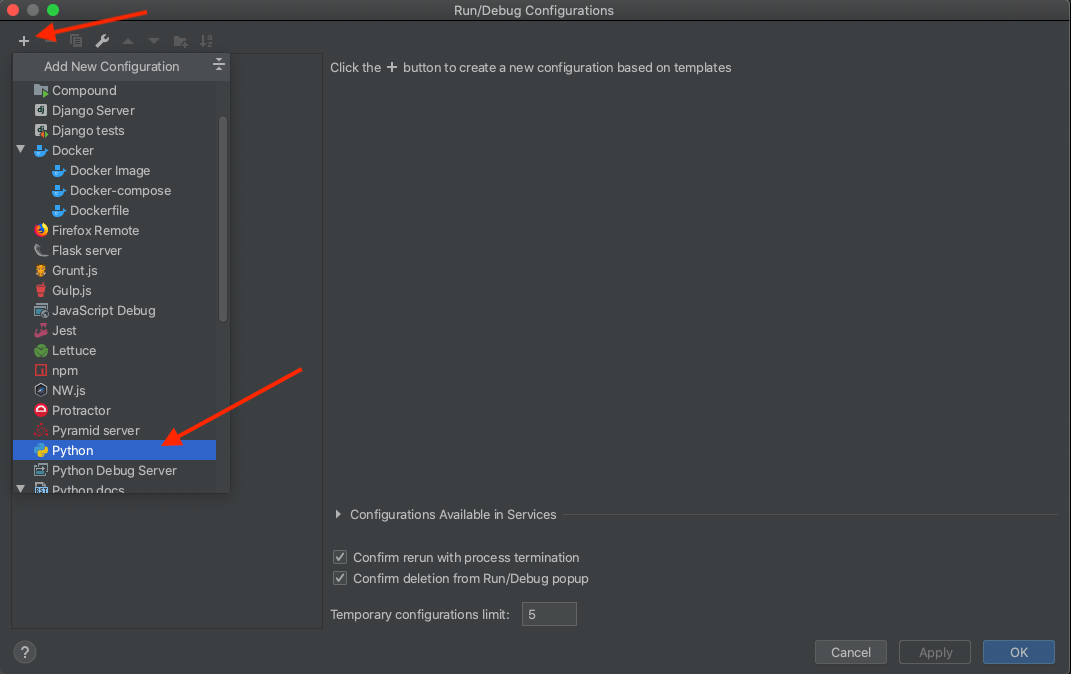 Run/Debug Configurations
Add New Configuration
Compound
Django Server
Django tests
Docker
Docker Image
Docker-compose
Dockerfile
Firefox Remote
Flask server
Grunt.js
Gulp.js
JavaScript Debug
Jest
Lettuce
npm
NW.js
Protractor
Pyramid server
Python
Python Debug Server
Python docs
Click the + button to create a new configuration based on templates
Configurations Available in Services
Confirm rerun with process termination
Confirm deletion from Run/Debug popup
Temporary configurations limit: 5
? Cancel Apply OK